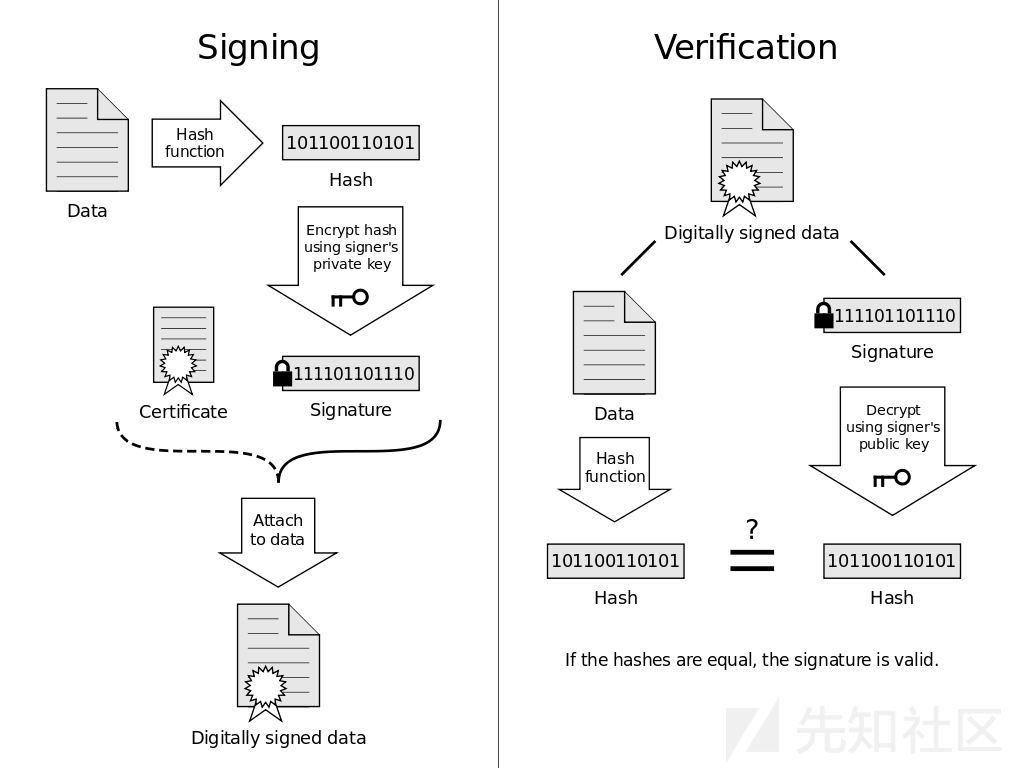 Signing
Hash
function
101100110101
Hash
Data
Encrypt hash
using signer's
private key
111101101110
Certificate
Signature
Attach
to data
Digitally signed data
Verification
Digitally signed data
111101101110
Signature
Data
Decrypt
using signer's
public key
Hash
function
?
101100110101
101100110101
Hash
Hash
If the hashes are equal, the signature is valid.
先知社区